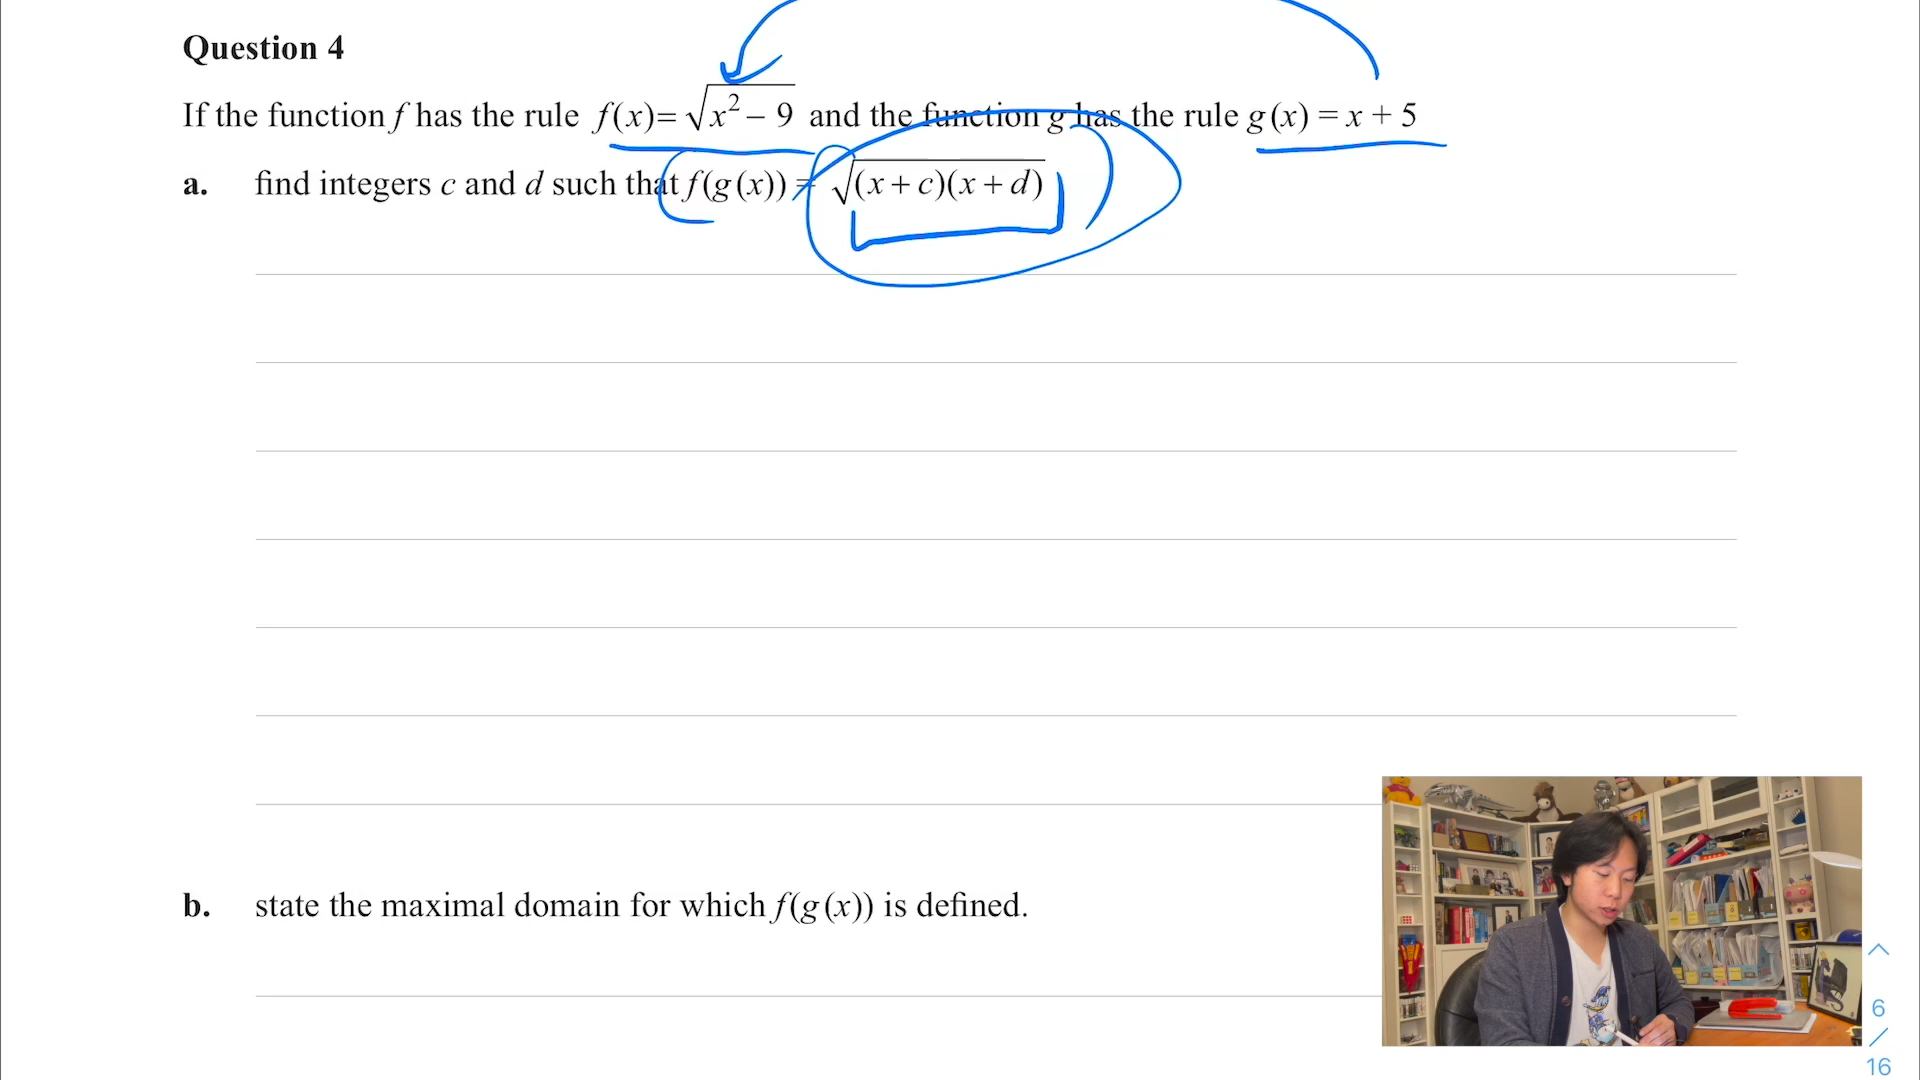 Question 4
If the function f has the rule f(x)= √(x² – 9) and the function g has the rule g(x) = x + 5
a. find integers c and d such that f(g(x)) = √((x + c)(x + d))
b. state the maximal domain for which f(g(x)) is defined.
6
/
16